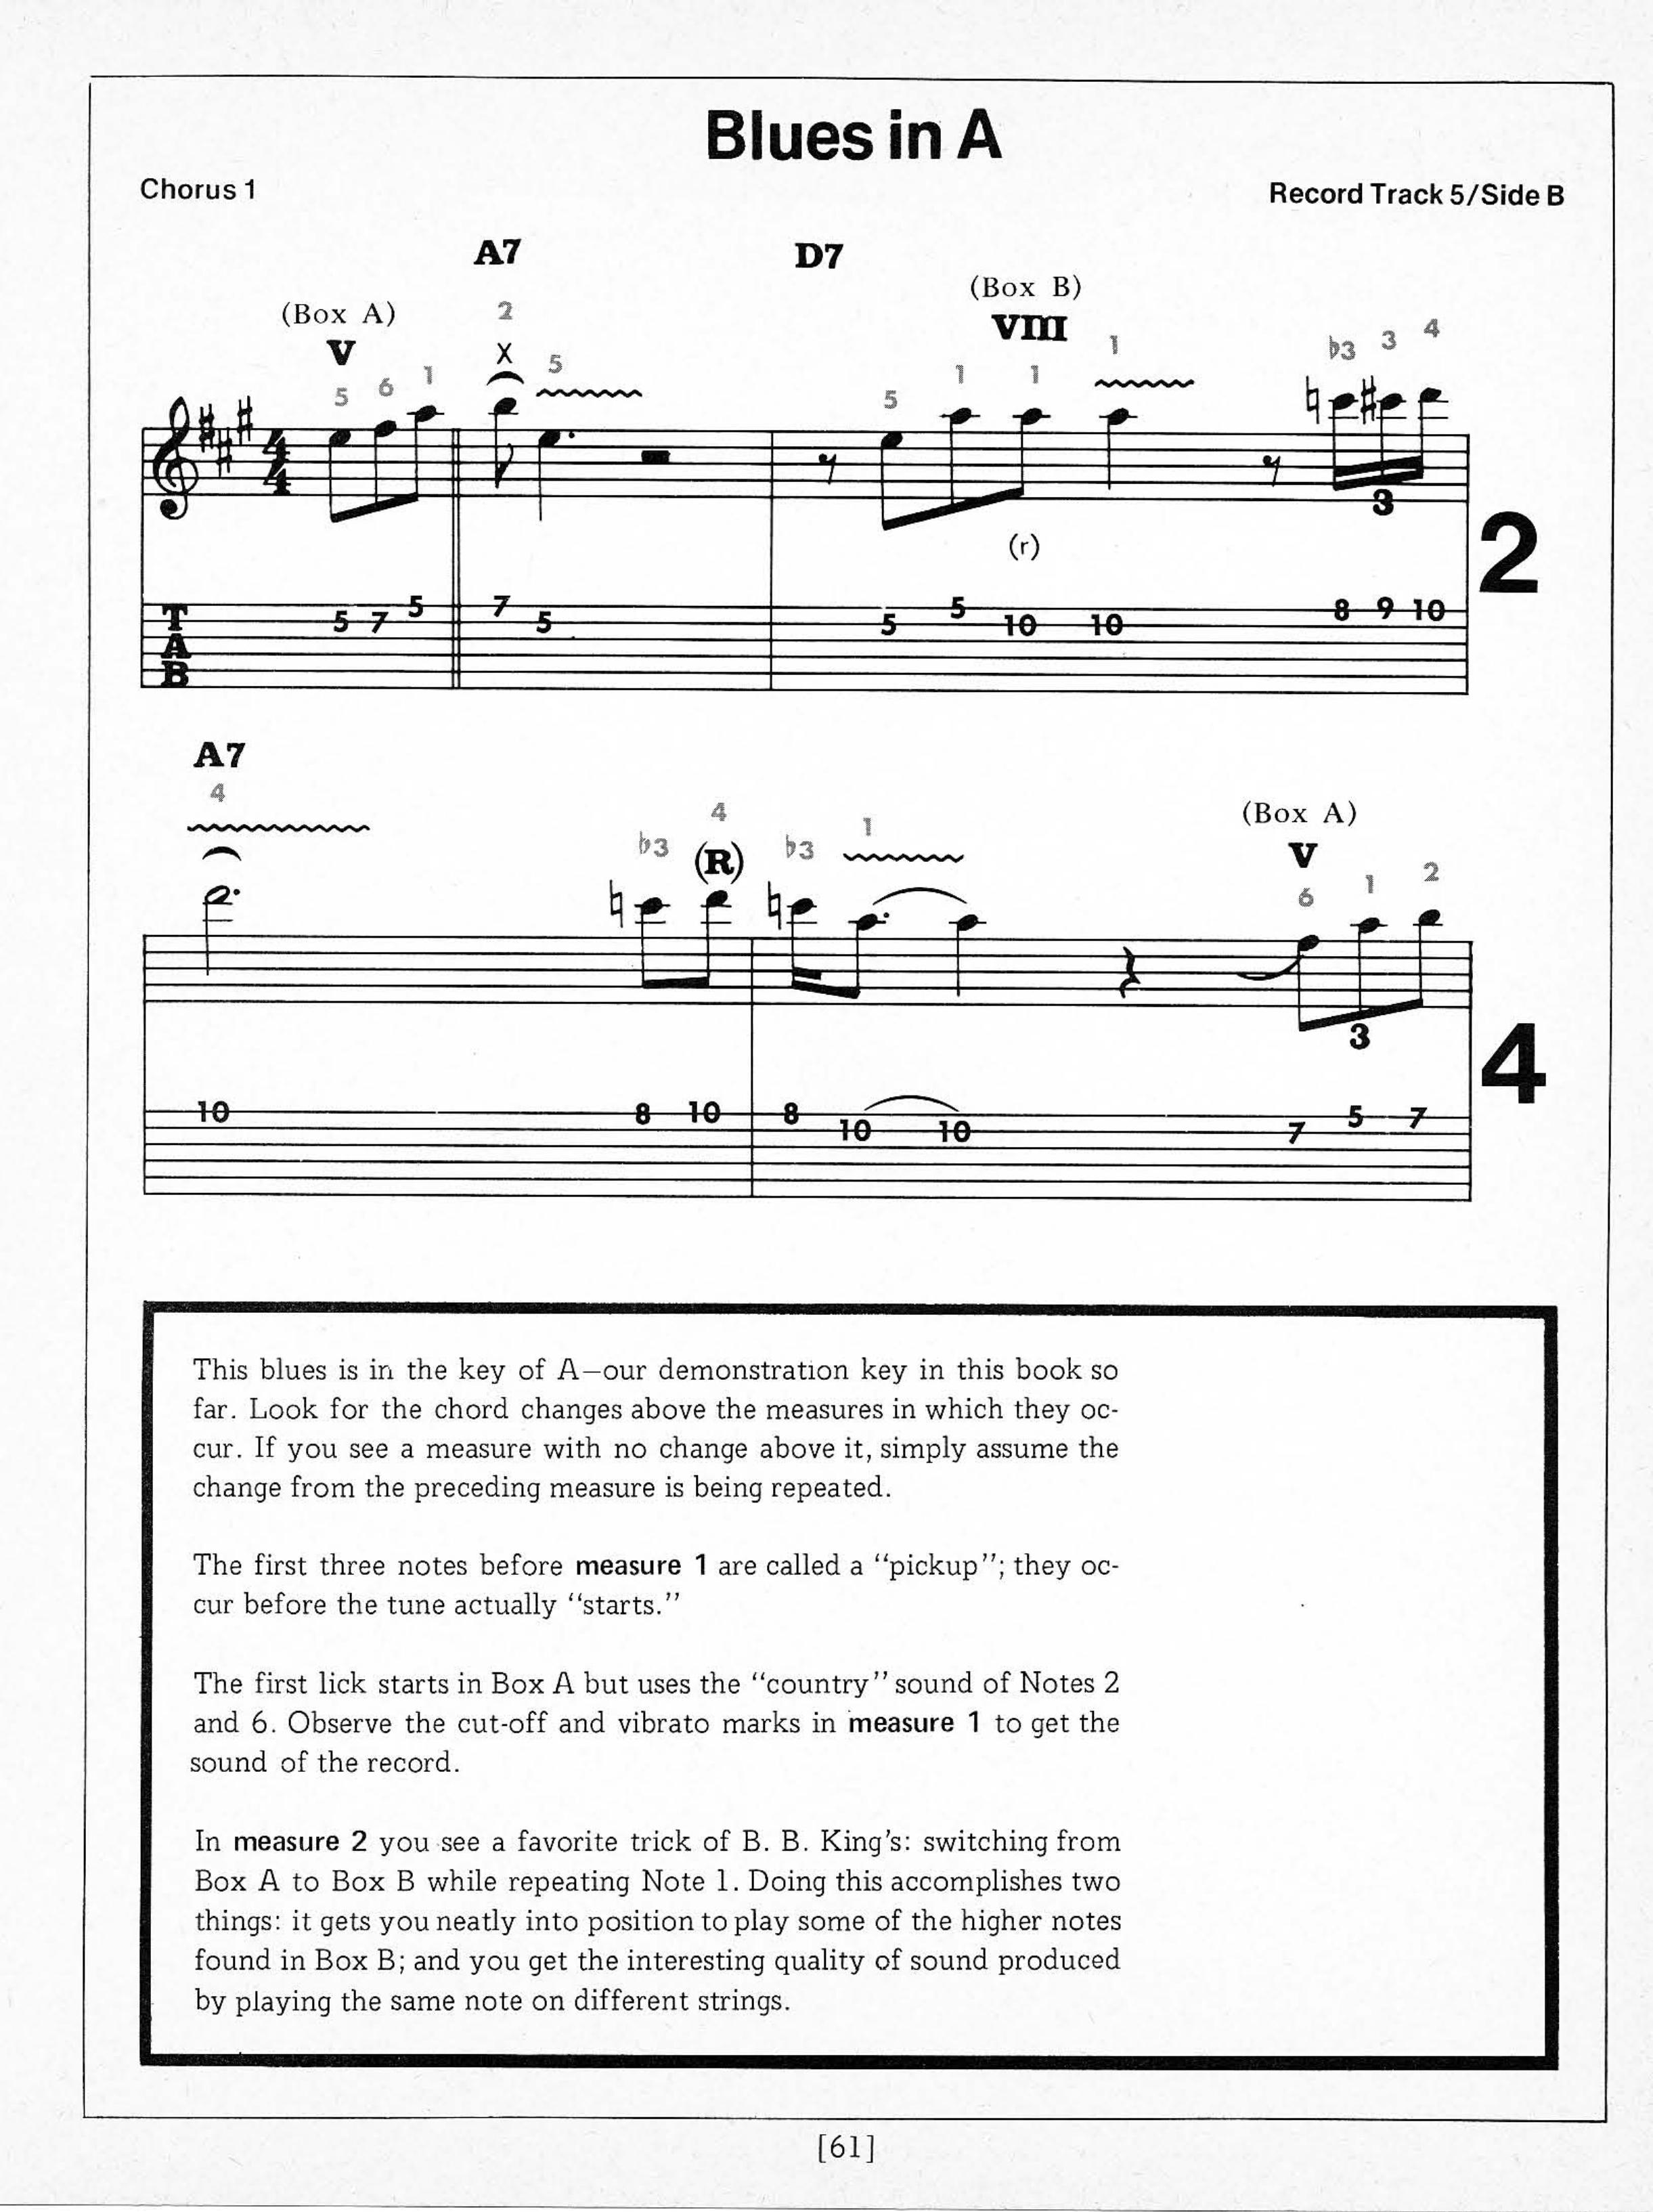 Blues in A
Chorus 1
Record Track 5/Side B
A7 D7
(Box A) 2 (Box B)
V X 5 VIII 1 ♭3 3 4
5 6 1 5 1 1
4
4
3
(r)
2
T
A
B
5 7 5 7 5 5 5 10 10 8 9 10
A7
4 4 (Box A)
♭3 (R) ♭3 1 V
6 1 2
3
4
10 8 10 8 10 10 7 5 7
This blues is in the key of A—our demonstration key in this book so
far. Look for the chord changes above the measures in which they oc-
cur. If you see a measure with no change above it, simply assume the
change from the preceding measure is being repeated.
The first three notes before measure 1 are called a “pickup”; they oc-
cur before the tune actually “starts.”
The first lick starts in Box A but uses the “country” sound of Notes 2
and 6. Observe the cut-off and vibrato marks in measure 1 to get the
sound of the record.
In measure 2 you see a favorite trick of B. B. King’s: switching from
Box A to Box B while repeating Note 1. Doing this accomplishes two
things: it gets you neatly into position to play some of the higher notes
found in Box B; and you get the interesting quality of sound produced
by playing the same note on different strings.
[61]